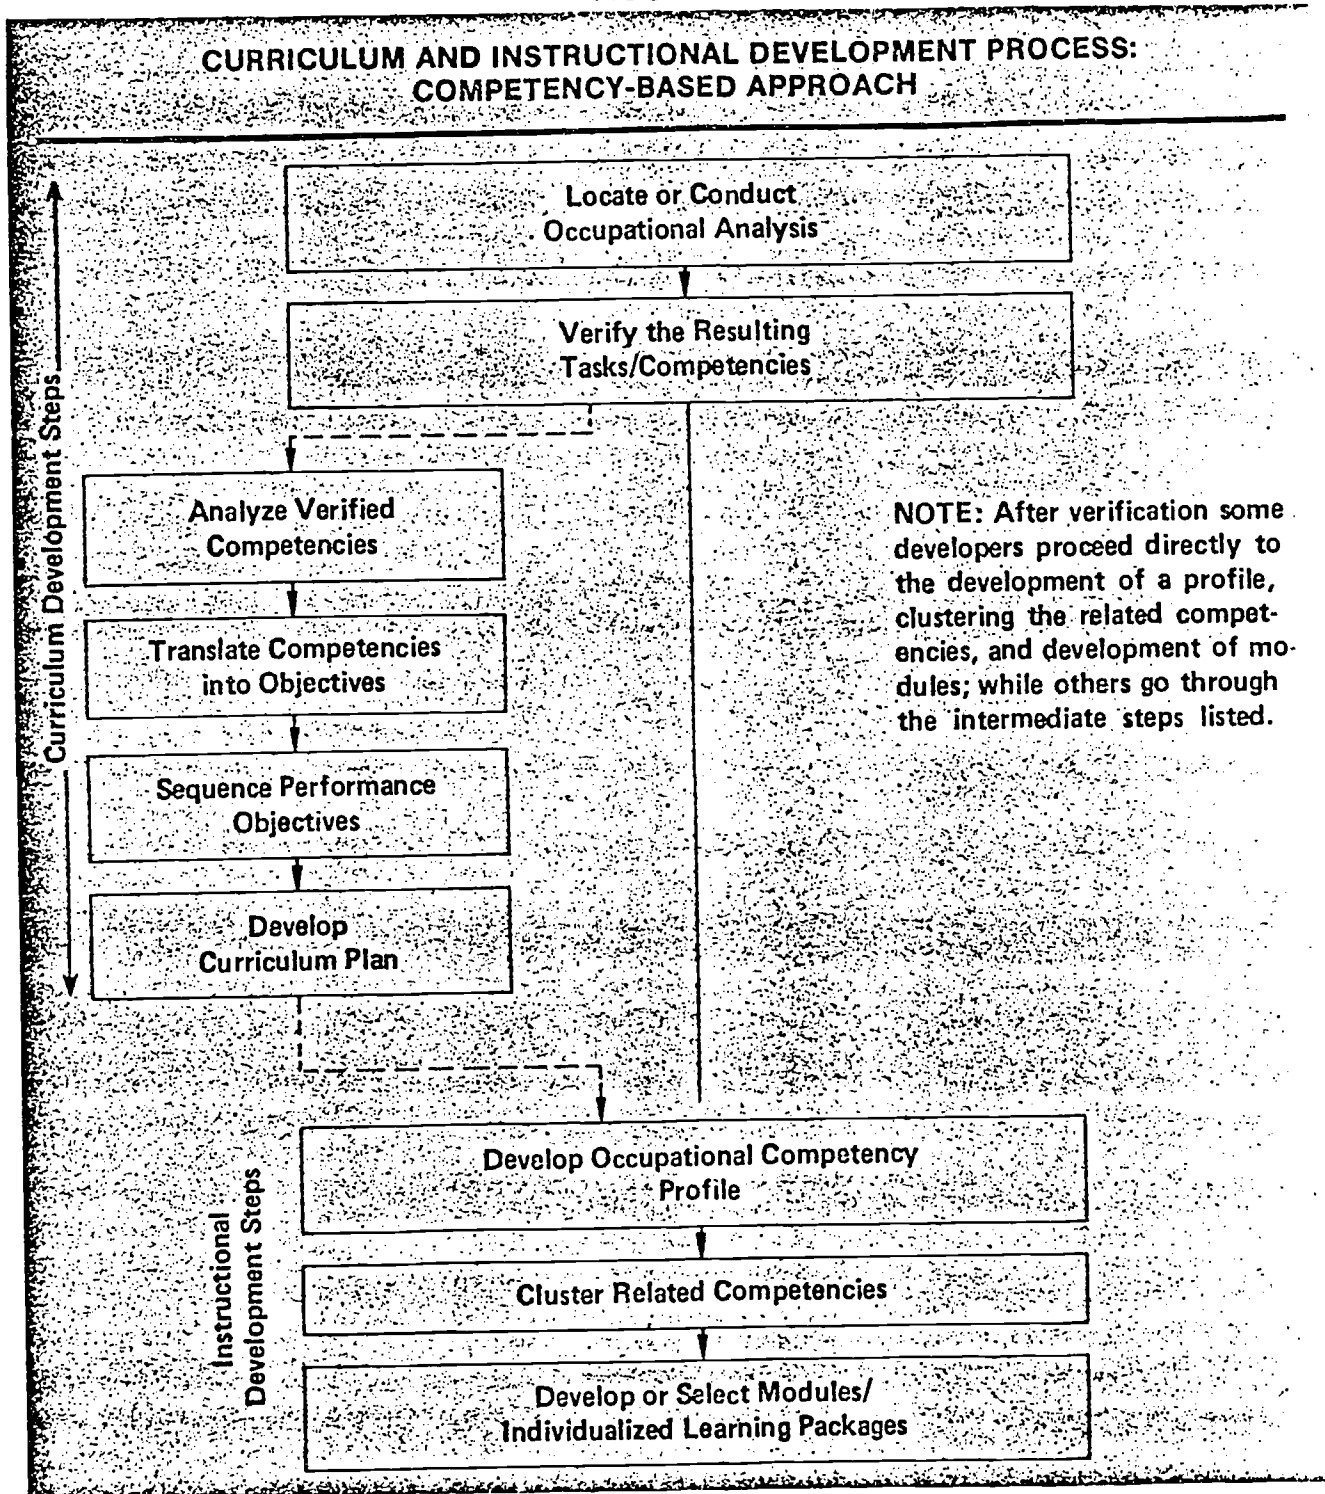 CURRICULUM AND INSTRUCTIONAL DEVELOPMENT PROCESS:
COMPETENCY-BASED APPROACH
Locate or Conduct
Occupational Analysis
Verify the Resulting
Tasks/Competencies
Curriculum Development Steps
Analyze Verified
Competencies
Translate Competencies
into Objectives
Sequence Performance
Objectives
Develop
Curriculum Plan
NOTE: After verification some
developers proceed directly to
the development of a profile,
clustering the related compet-
encies, and development of mo-
dules; while others go through
the intermediate steps listed.
Instructional
Development Steps
Develop Occupational Competency
Profile
Cluster Related Competencies
Develop or Select Modules/
Individualized Learning Packages